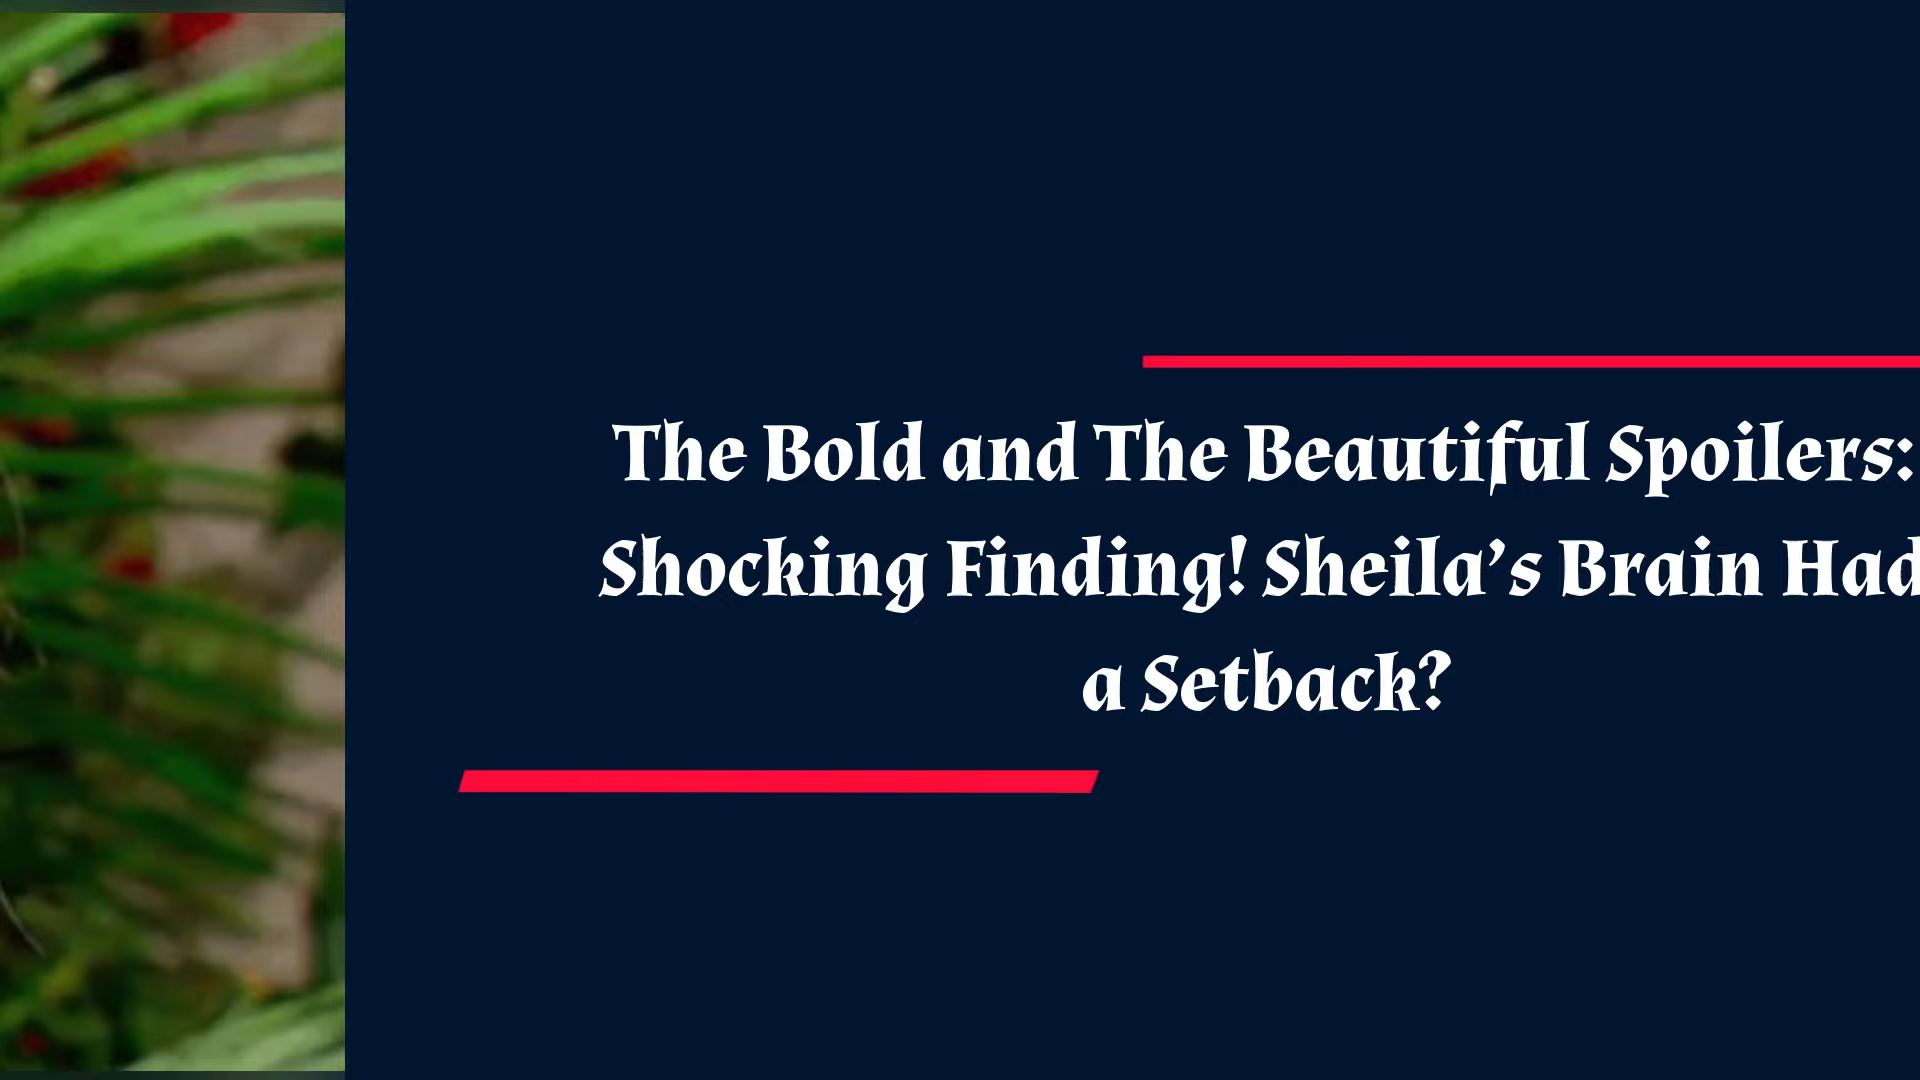 The Bold and The Beautiful Spoilers:
Shocking Finding! Sheila’s Brain Had
a Setback?